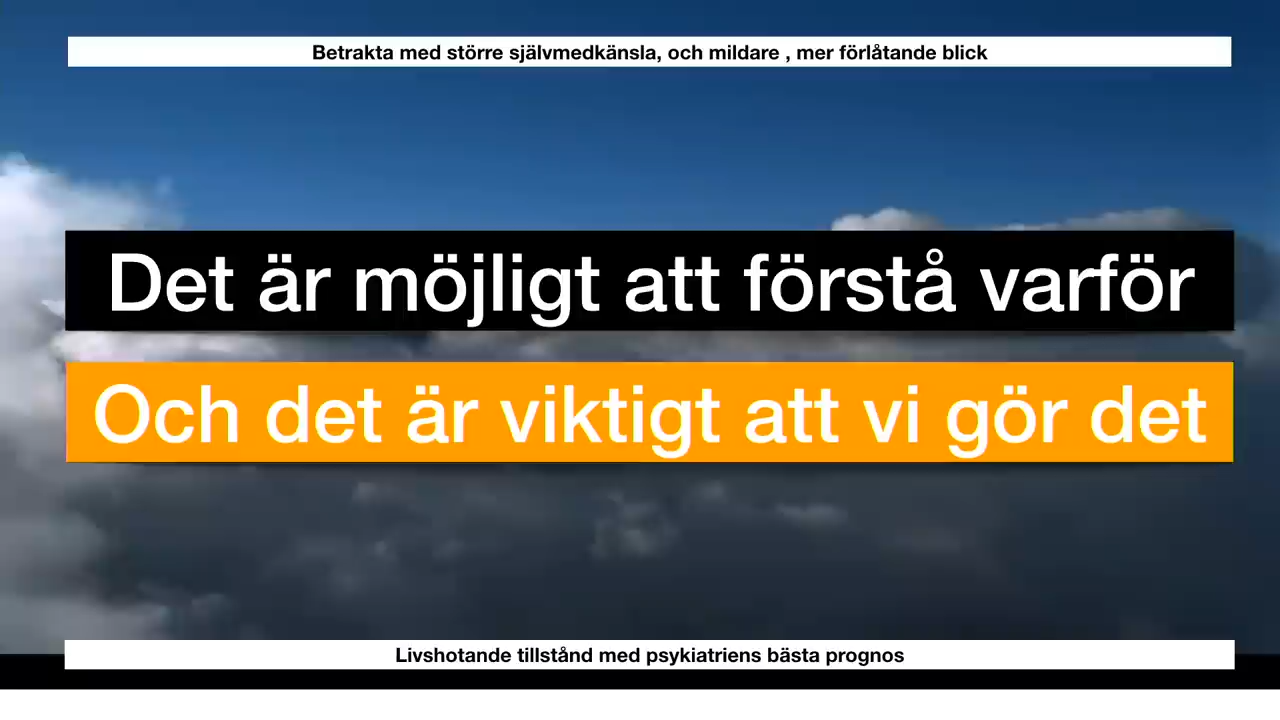 Betrakta med större självmedkänsla, och mildare , mer förlåtande blick
Det är möjligt att förstå varför
Och det är viktigt att vi gör det
Livshotande tillstånd med psykiatriens bästa prognos